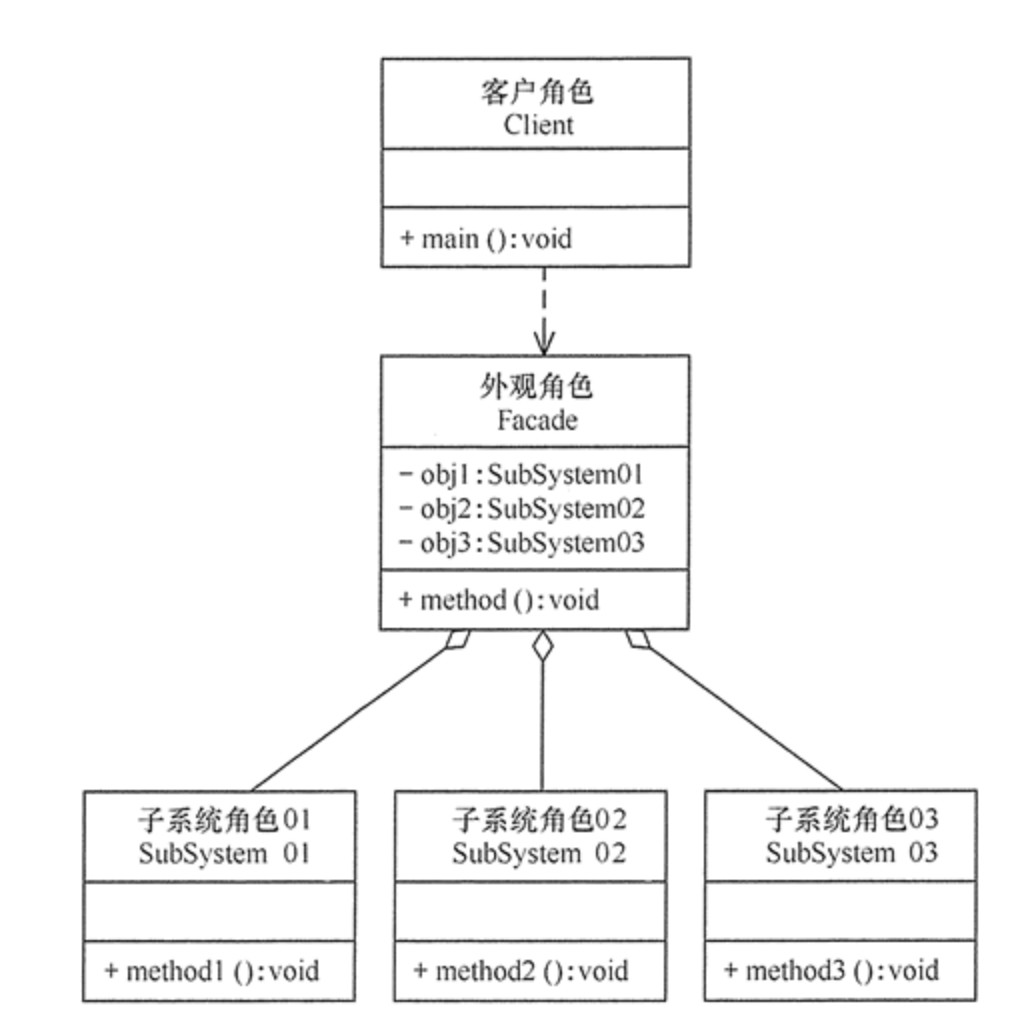 客户角色
Client
+ main (): void
外观角色
Facade
- obj1 : SubSystem01
- obj2 : SubSystem02
- obj3 : SubSystem03
+ method (): void
子系统角色01
SubSystem 01
+ method1 (): void
子系统角色02
SubSystem 02
+ method2 (): void
子系统角色03
SubSystem 03
+ method3 (): void